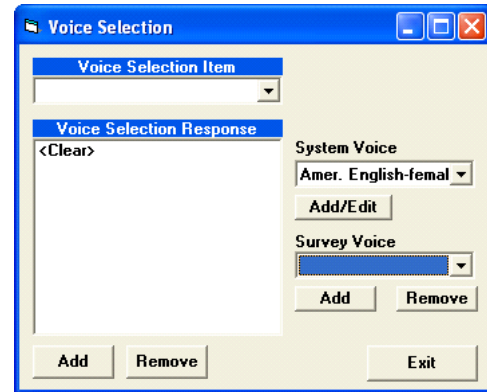 Voice Selection
Voice Selection Item
Voice Selection Response
<Clear>
System Voice
Amer. English-femal
Add/Edit
Survey Voice
Add Remove
Add Remove
Exit